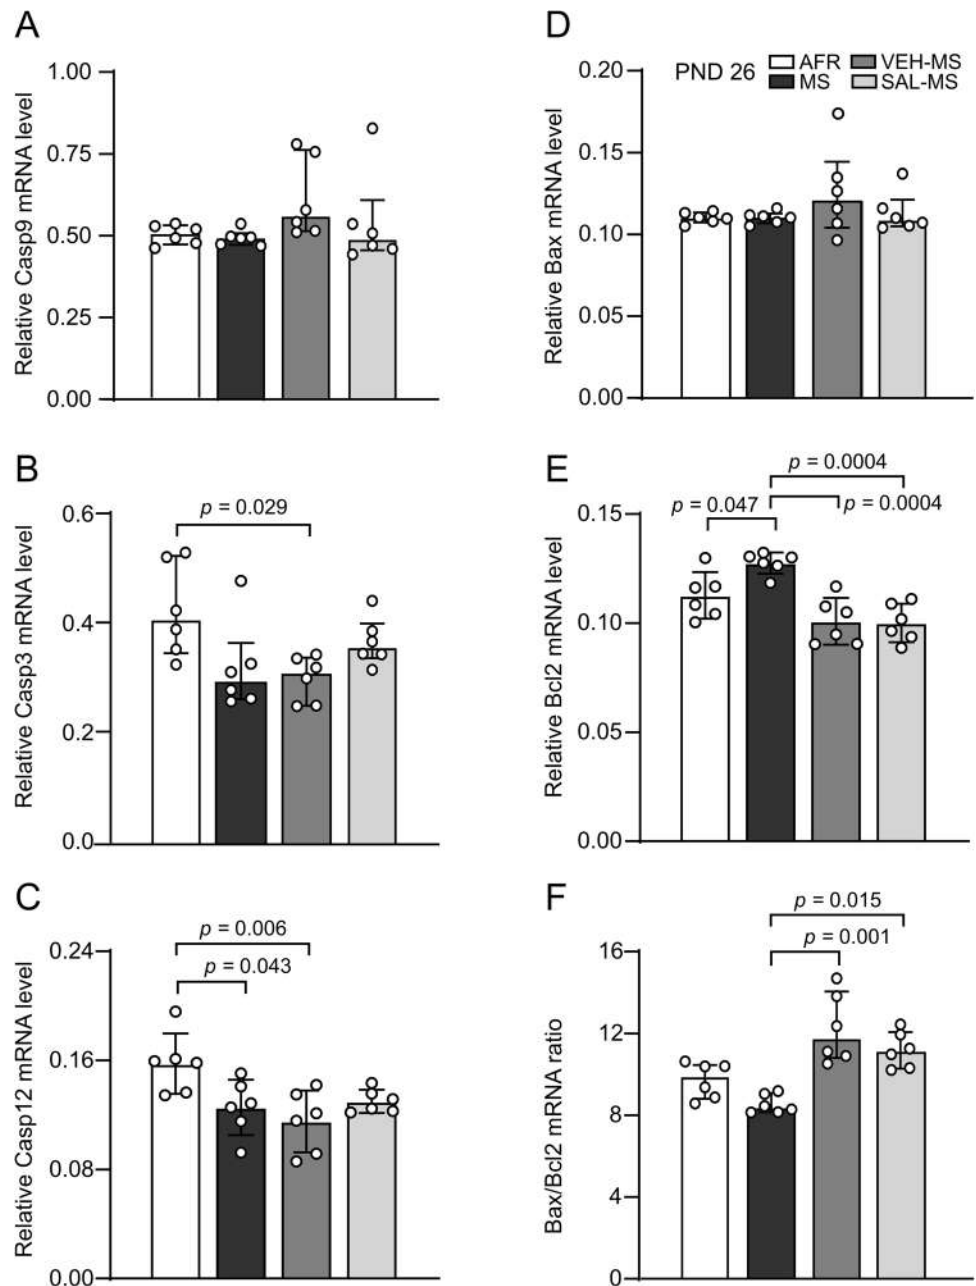 A
Relative Casp9 mRNA level
1.00
0.75
0.50
0.25
0.00
D
PND 26
AFR
VEH-MS
MS
SAL-MS
Relative Bax mRNA level
0.20
0.15
0.10
0.05
0.00
B
Relative Casp3 mRNA level
0.6
0.4
0.2
0.0
p = 0.029
E
Relative Bcl2 mRNA level
0.15
0.10
0.05
0.00
p = 0.0004
p = 0.047
p = 0.0004
C
Relative Casp12 mRNA level
0.24
0.16
0.08
0.00
p = 0.006
p = 0.043
F
Bax/Bcl2 mRNA ratio
16
12
8
4
0
p = 0.015
p = 0.001